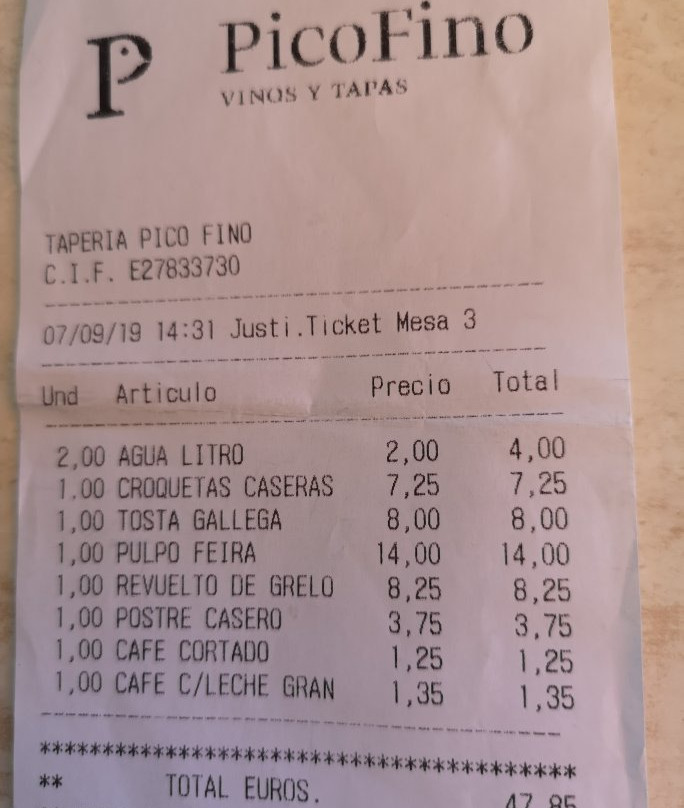 P PicoFino
VINOS Y TAPAS
TAPERIA PICO FINO
C.I.F. E27833730
07/09/19 14:31 Justi.Ticket Mesa 3
Und Articulo Precio Total
2,00 AGUA LITRO 2,00 4,00
1,00 CROQUETAS CASERAS 7,25 7,25
1,00 TOSTA GALLEGA 8,00 8,00
1,00 PULPO FEIRA 14,00 14,00
1,00 REVUELTO DE GRELO 8,25 8,25
1,00 POSTRE CASERO 3,75 3,75
1,00 CAFE CORTADO 1,25 1,25
1,00 CAFE C/LECHE GRAN 1,35 1,35
*******************************************
** TOTAL EUROS. 47,85